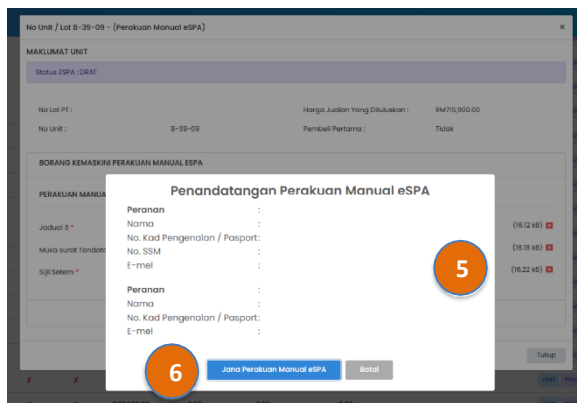 No Unit / Lot B-39-09 - (Perakuan Manual eSPA) ×
MAKLUMAT UNIT
Status ESPA : DRAF
No Lot PT : Harga Jualan Yang Diluluskan : RM715,900.00
No Unit : B-39-09 Pembeli Pertama : Tidak
BORANG KEMASKINI PERAKUAN MANUAL ESPA
PERAKUAN MANUA
Jadual 3 * (16.12 kB)
Muka surat Tandata (16.18 kB)
Sijil Setem * (16.22 kB)
Penandatangan Perakuan Manual eSPA
Peranan :
Nama :
No. Kad Pengenalan / Pasport:
No. SSM :
E-mel :
5
Peranan :
Nama :
No. Kad Pengenalan / Pasport:
E-mel :
6
Jana Perakuan Manual eSPA Batal
Tutup
X X UNIT